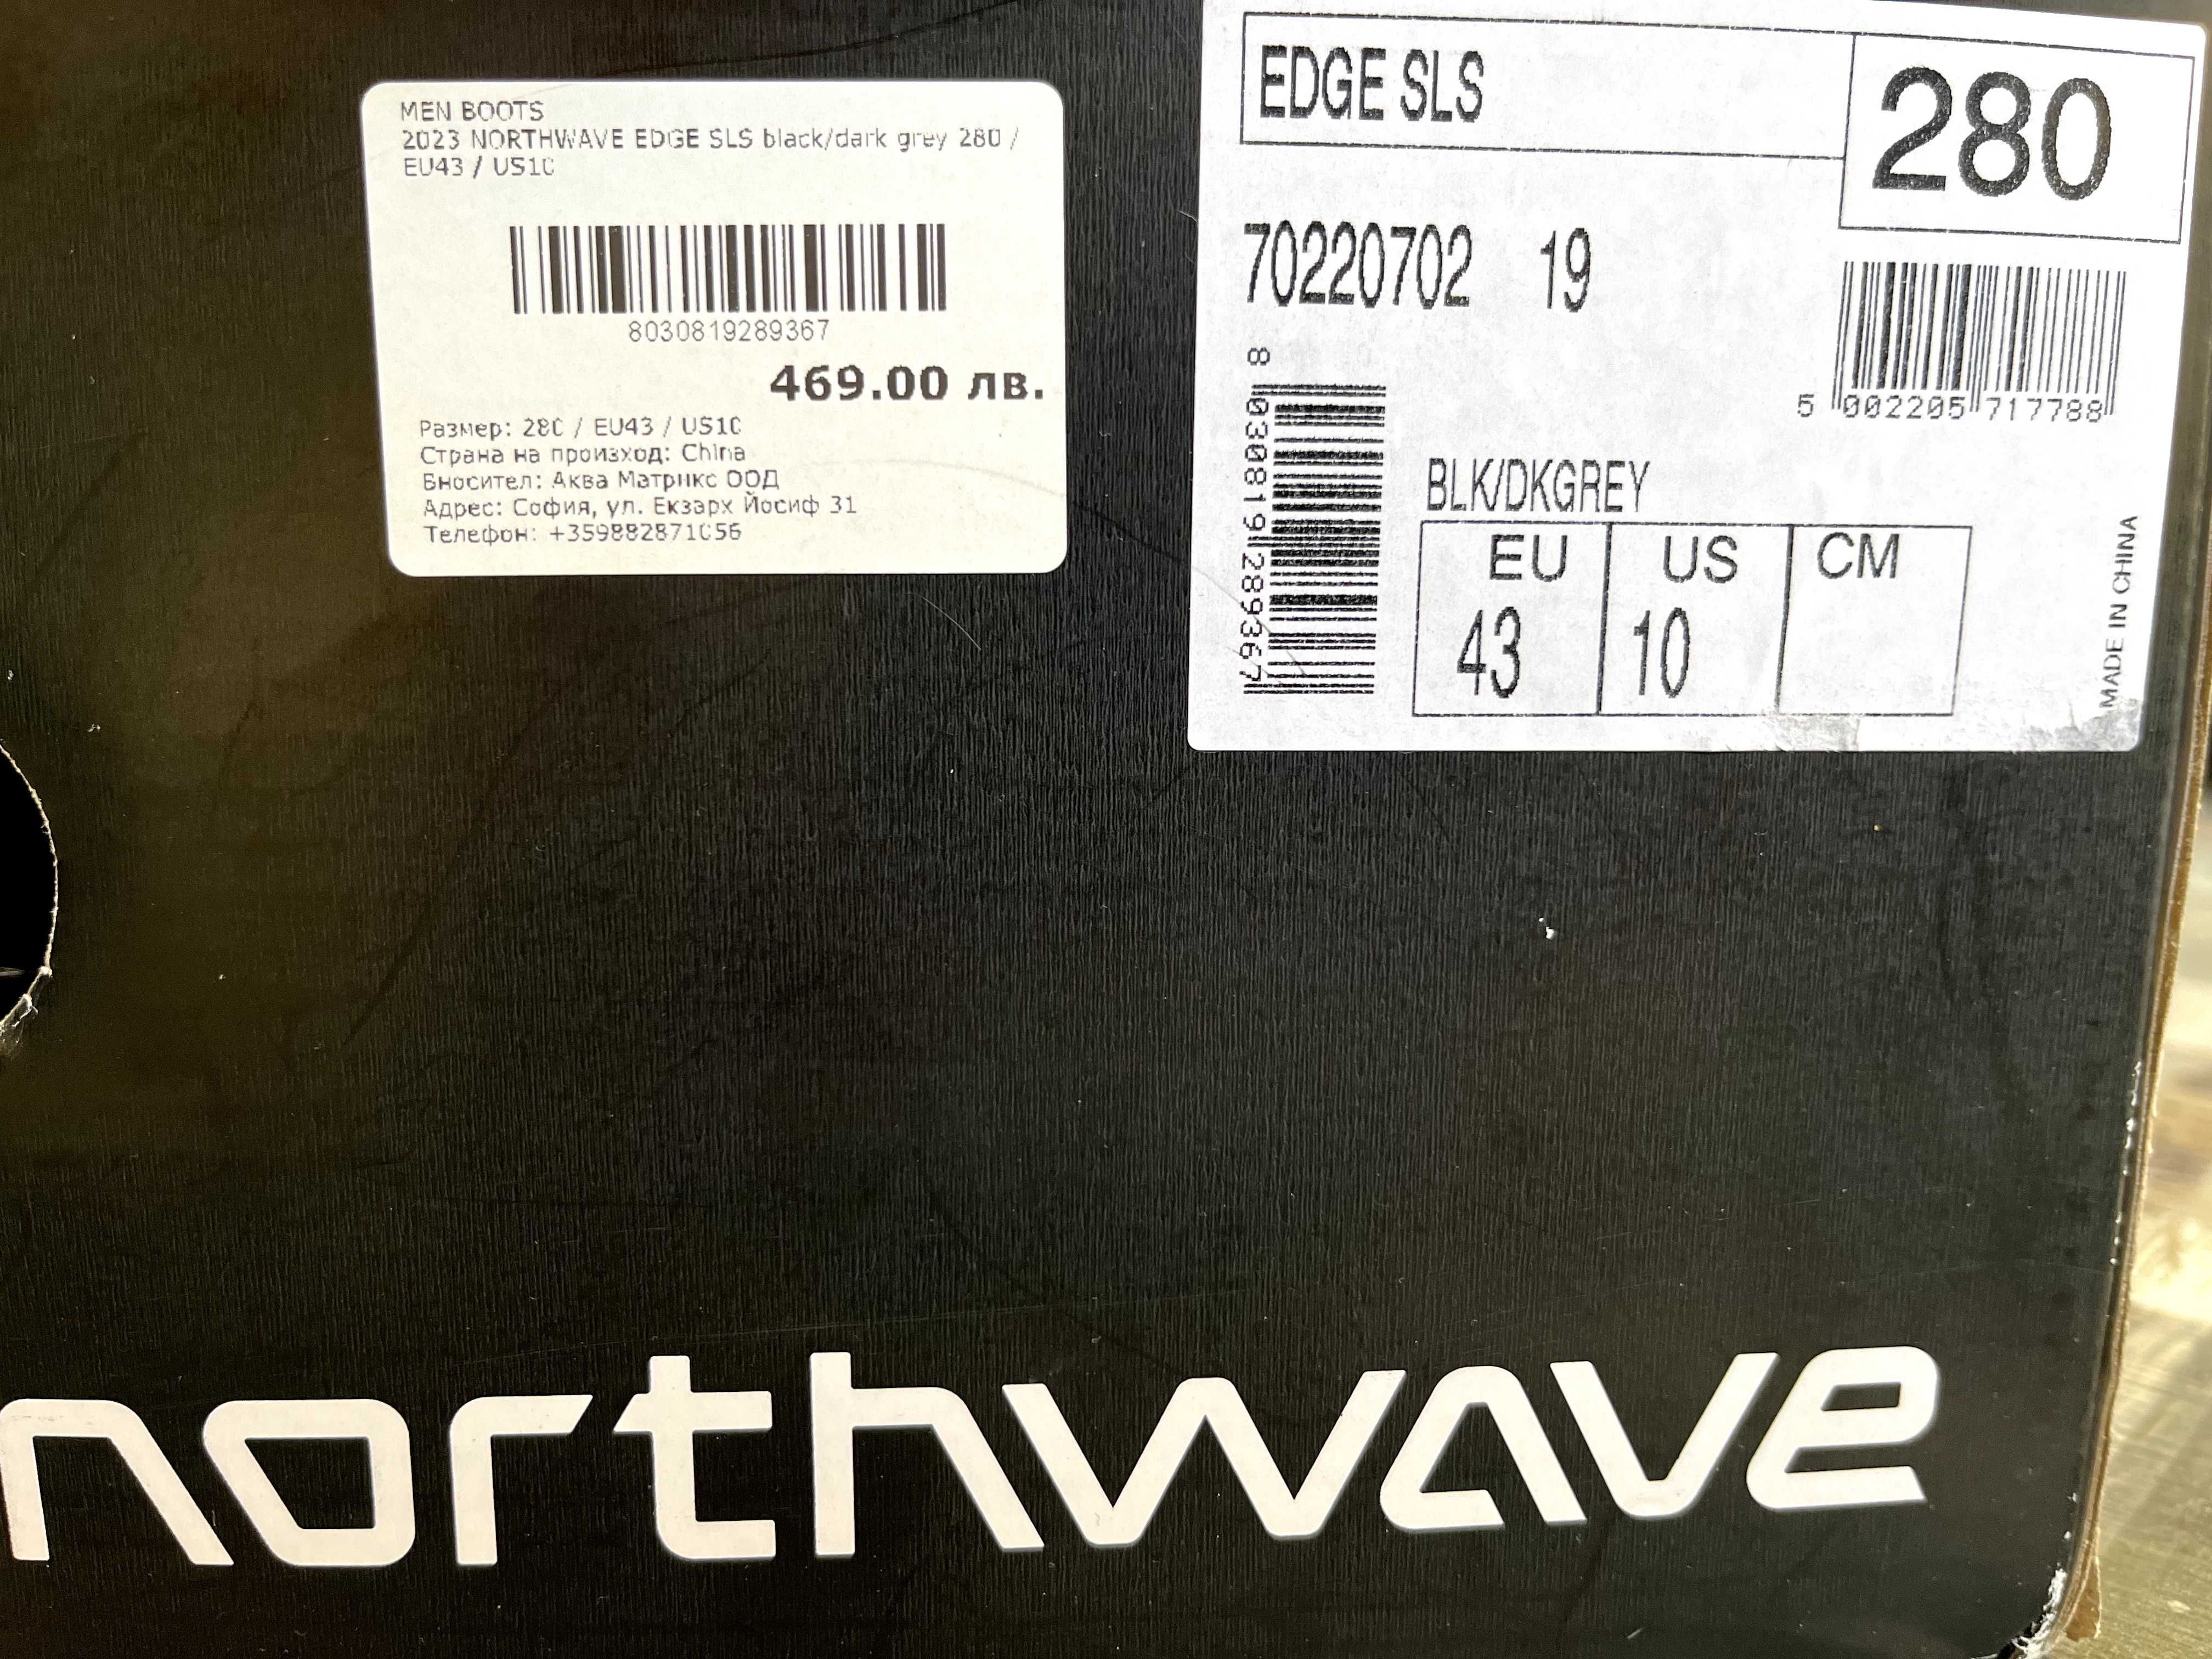 MEN BOOTS
2023 NORTHWAVE EDGE SLS black/dark grey 280 /
EU43 / US10
8030819289367
469.00 лв.
Размер: 280 / EU43 / US10
Страна на произход: China
Вносител: Аква Матрикс ООД
Адрес: София, ул. Екзарх Йосиф 31
Телефон: +359882871056
EDGE SLS
280
70220702 19
5 002205 717788
8 030819 289367
BLK/DKGREY
EU US CM
43 10
MADE IN CHINA
northwave